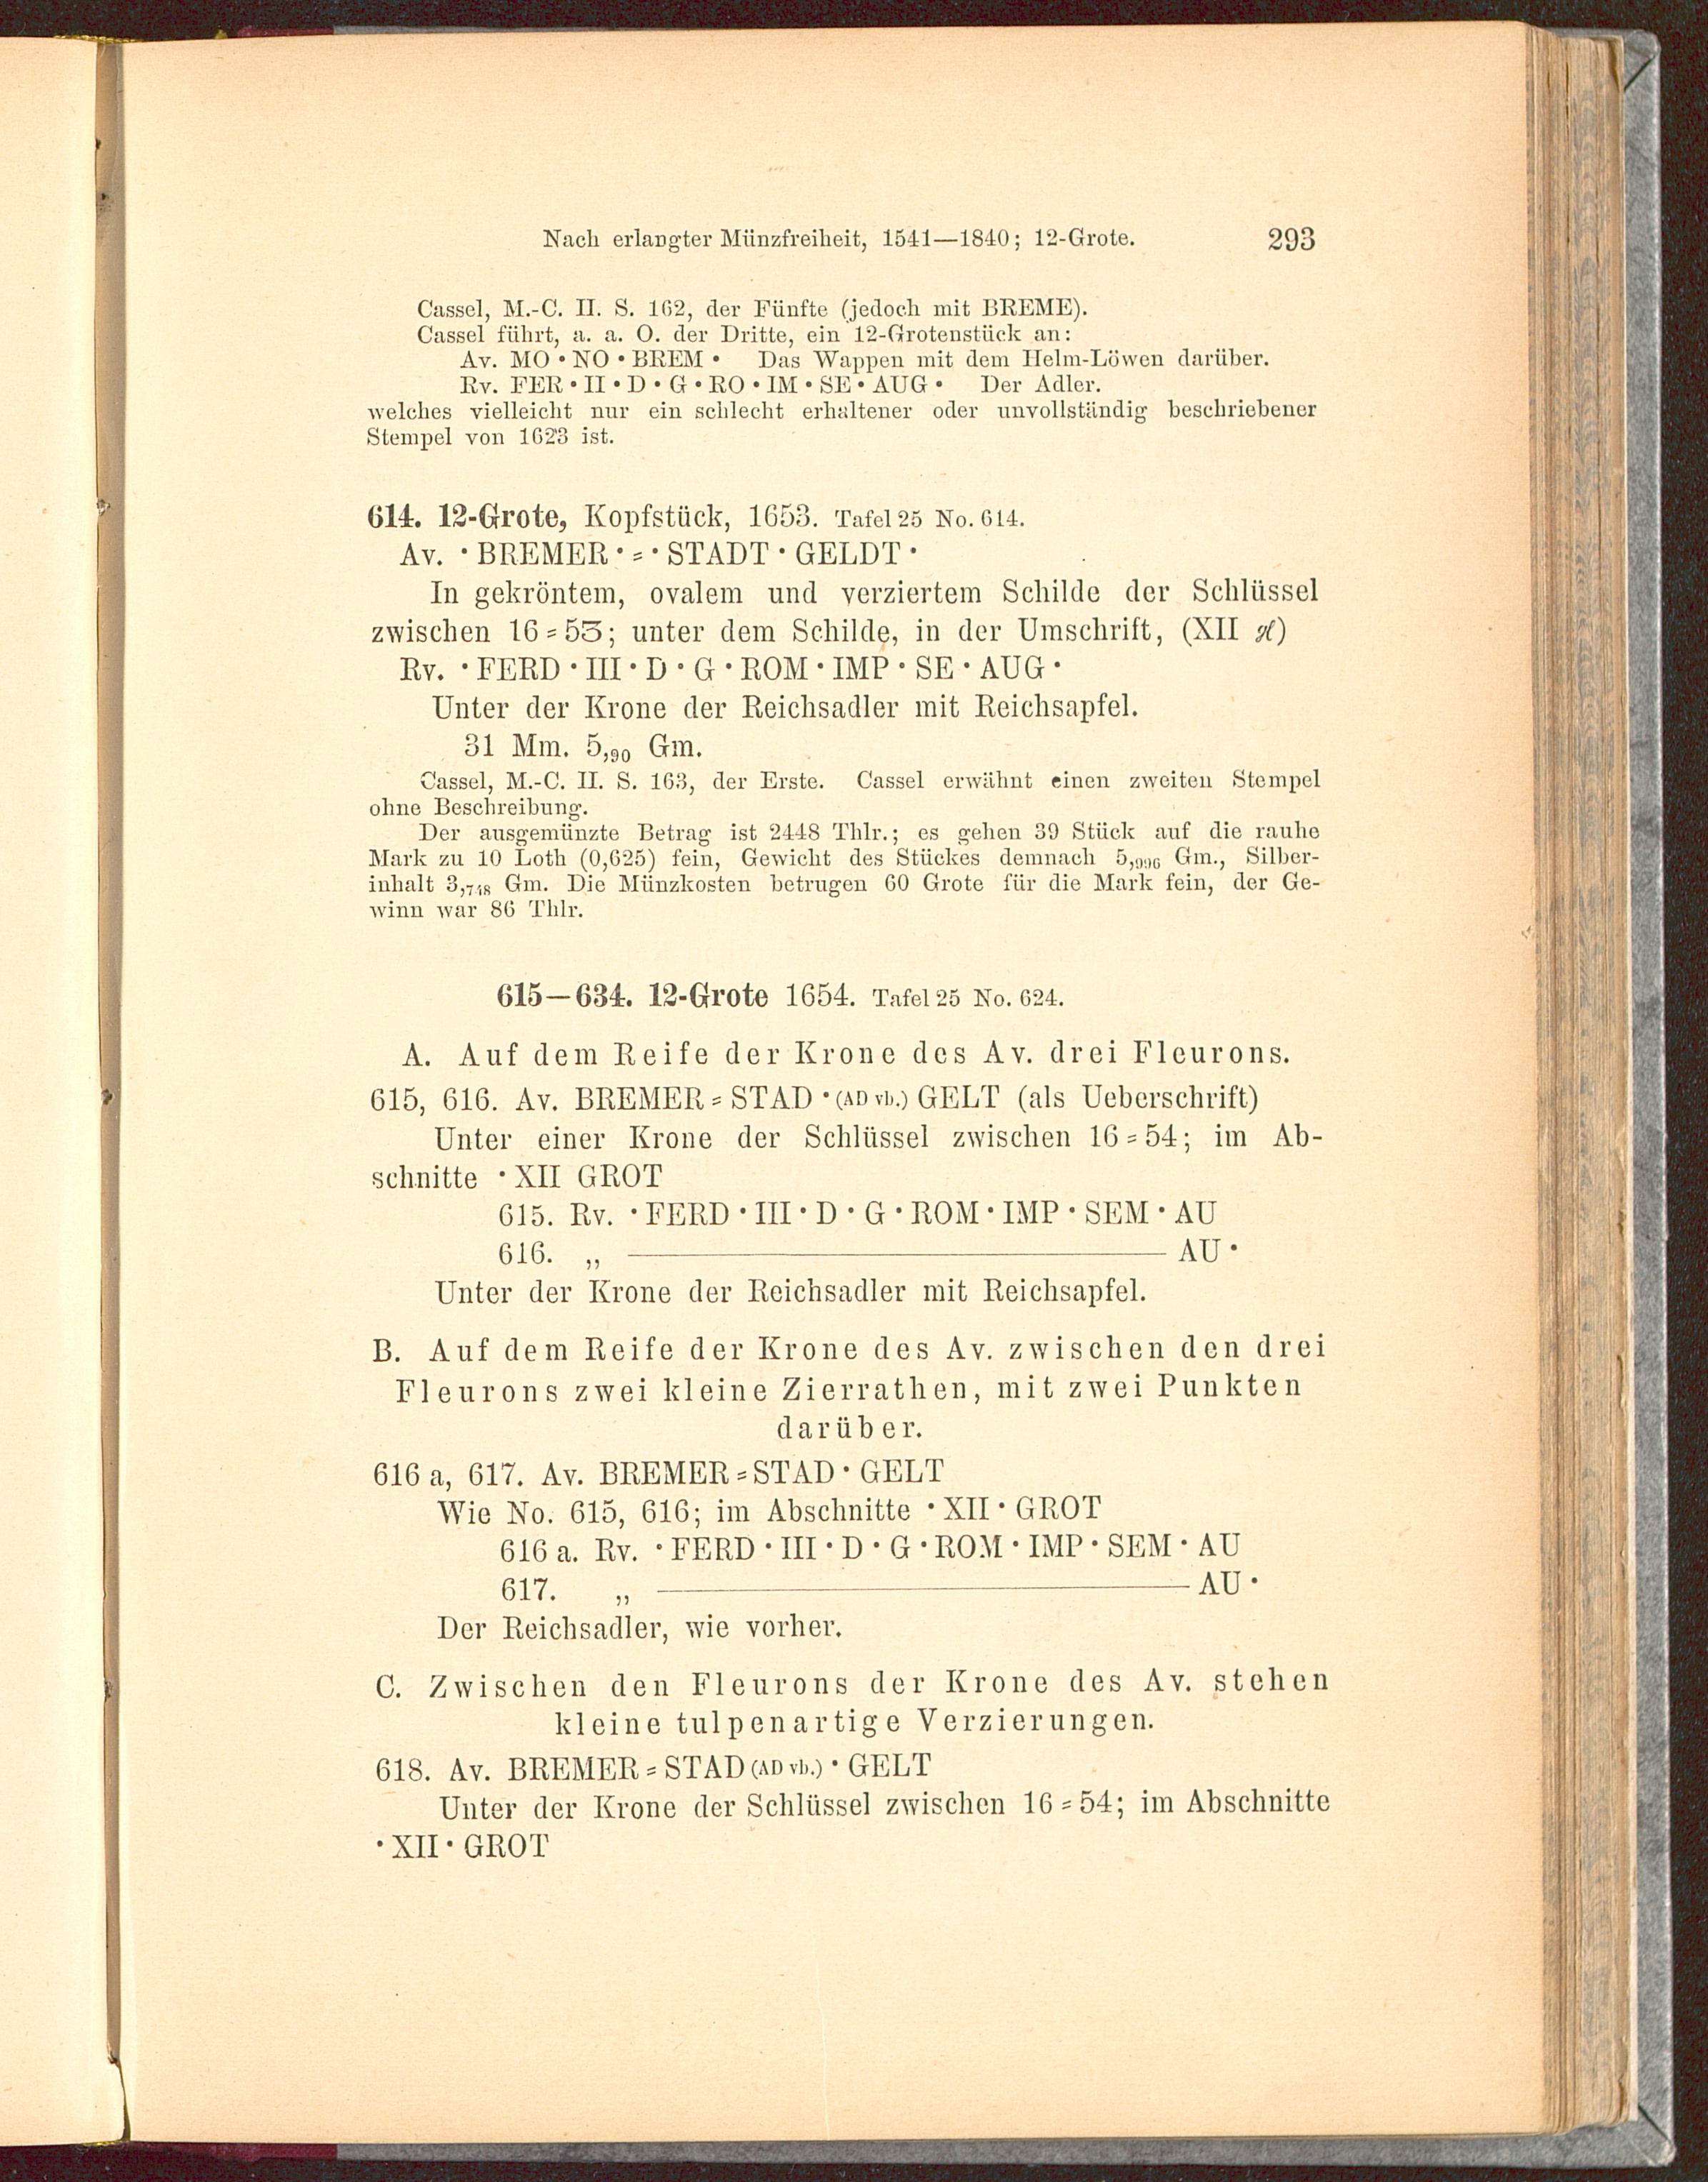 Nach erlangter Münzfreiheit, 1541—1840; 12-Grote. 293
Cassel, M.-C. II. S. 162, der Fünfte (jedoch mit BREME).
Cassel führt, a. a. O. der Dritte, ein 12-Grotenstück an:
Av. MO • NO • BREM • Das Wappen mit dem Helm-Löwen darüber.
Rv. FER • II • D • G • RO • IM • SE • AUG • Der Adler.
welches vielleicht nur ein schlecht erhaltener oder unvollständig beschriebener
Stempel von 1623 ist.
614. 12-Grote, Kopfstück, 1653. Tafel 25 No. 614.
Av. • BREMER • = • STADT • GELDT •
In gekröntem, ovalem und verziertem Schilde der Schlüssel
zwischen 16 = 53; unter dem Schilde, in der Umschrift, (XII )
Rv. • FERD • III • D • G • ROM • IMP • SE • AUG •
Unter der Krone der Reichsadler mit Reichsapfel.
31 Mm. 5,90 Gm.
Cassel, M.-C. II. S. 163, der Erste. Cassel erwähnt einen zweiten Stempel
ohne Beschreibung.
Der ausgemünzte Betrag ist 2448 Thlr.; es gehen 39 Stück auf die rauhe
Mark zu 10 Loth (0,625) fein, Gewicht des Stückes demnach 5,996 Gm., Silber-
inhalt 3,748 Gm. Die Münzkosten betrugen 60 Grote für die Mark fein, der Ge-
winn war 86 Thlr.
615—634. 12-Grote 1654. Tafel 25 No. 624.
A. Auf dem Reife der Krone des Av. drei Fleurons.
615, 616. Av. BREMER = STAD • (AD vb.) GELT (als Ueberschrift)
Unter einer Krone der Schlüssel zwischen 16 = 54; im Ab-
schnitte • XII GROT
615. Rv. • FERD • III • D • G • ROM • IMP • SEM • AU
616. „ ——— AU •
Unter der Krone der Reichsadler mit Reichsapfel.
B. Auf dem Reife der Krone des Av. zwischen den drei
Fleurons zwei kleine Zierrathen, mit zwei Punkten
darüber.
616 a, 617. Av. BREMER = STAD • GELT
Wie No. 615, 616; im Abschnitte • XII • GROT
616 a. Rv. • FERD • III • D • G • ROM • IMP • SEM • AU
617. „ ——— AU •
Der Reichsadler, wie vorher.
C. Zwischen den Fleurons der Krone des Av. stehen
kleine tulpenartige Verzierungen.
618. Av. BREMER = STAD (AD vb.) • GELT
Unter der Krone der Schlüssel zwischen 16 = 54; im Abschnitte
• XII • GROT